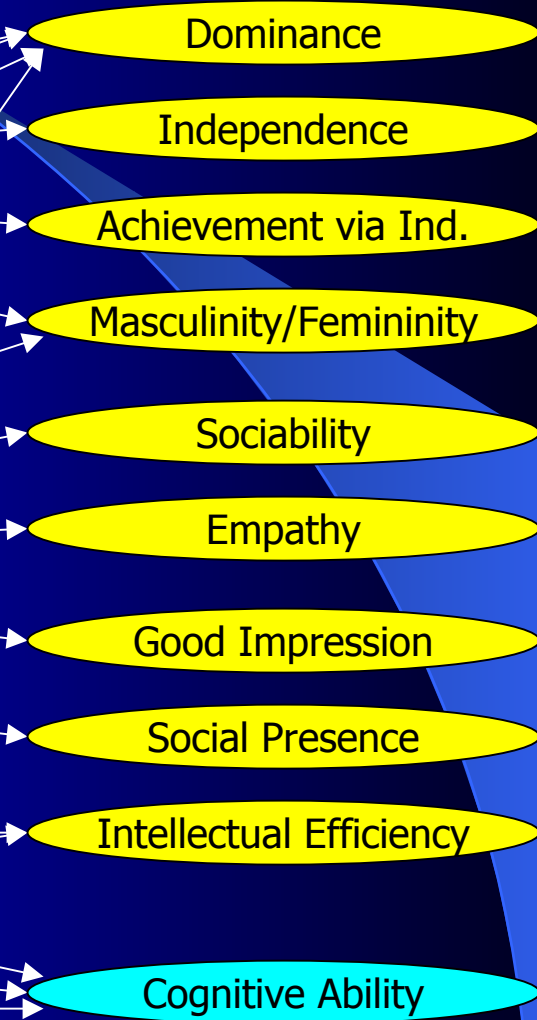 Dominance
Independence
Achievement via Ind.
Masculinity/Femininity
Sociability
Empathy
Good Impression
Social Presence
Intellectual Efficiency
Cognitive Ability